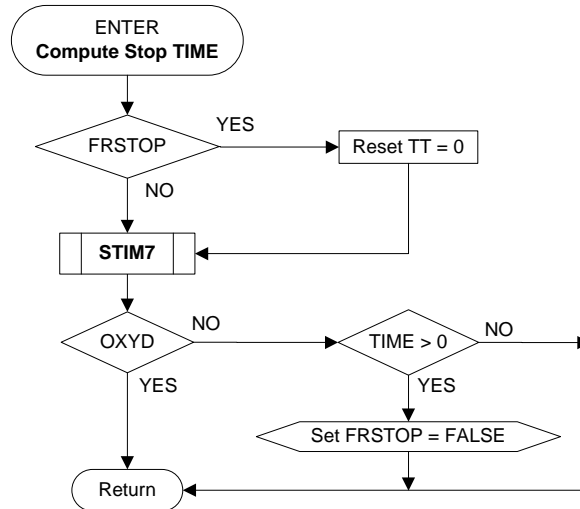 ENTER
Compute Stop TIME
FRSTOP
YES
Reset TT = 0
NO
STIM7
OXYD
NO
TIME > 0
NO
YES
YES
Set FRSTOP = FALSE
Return